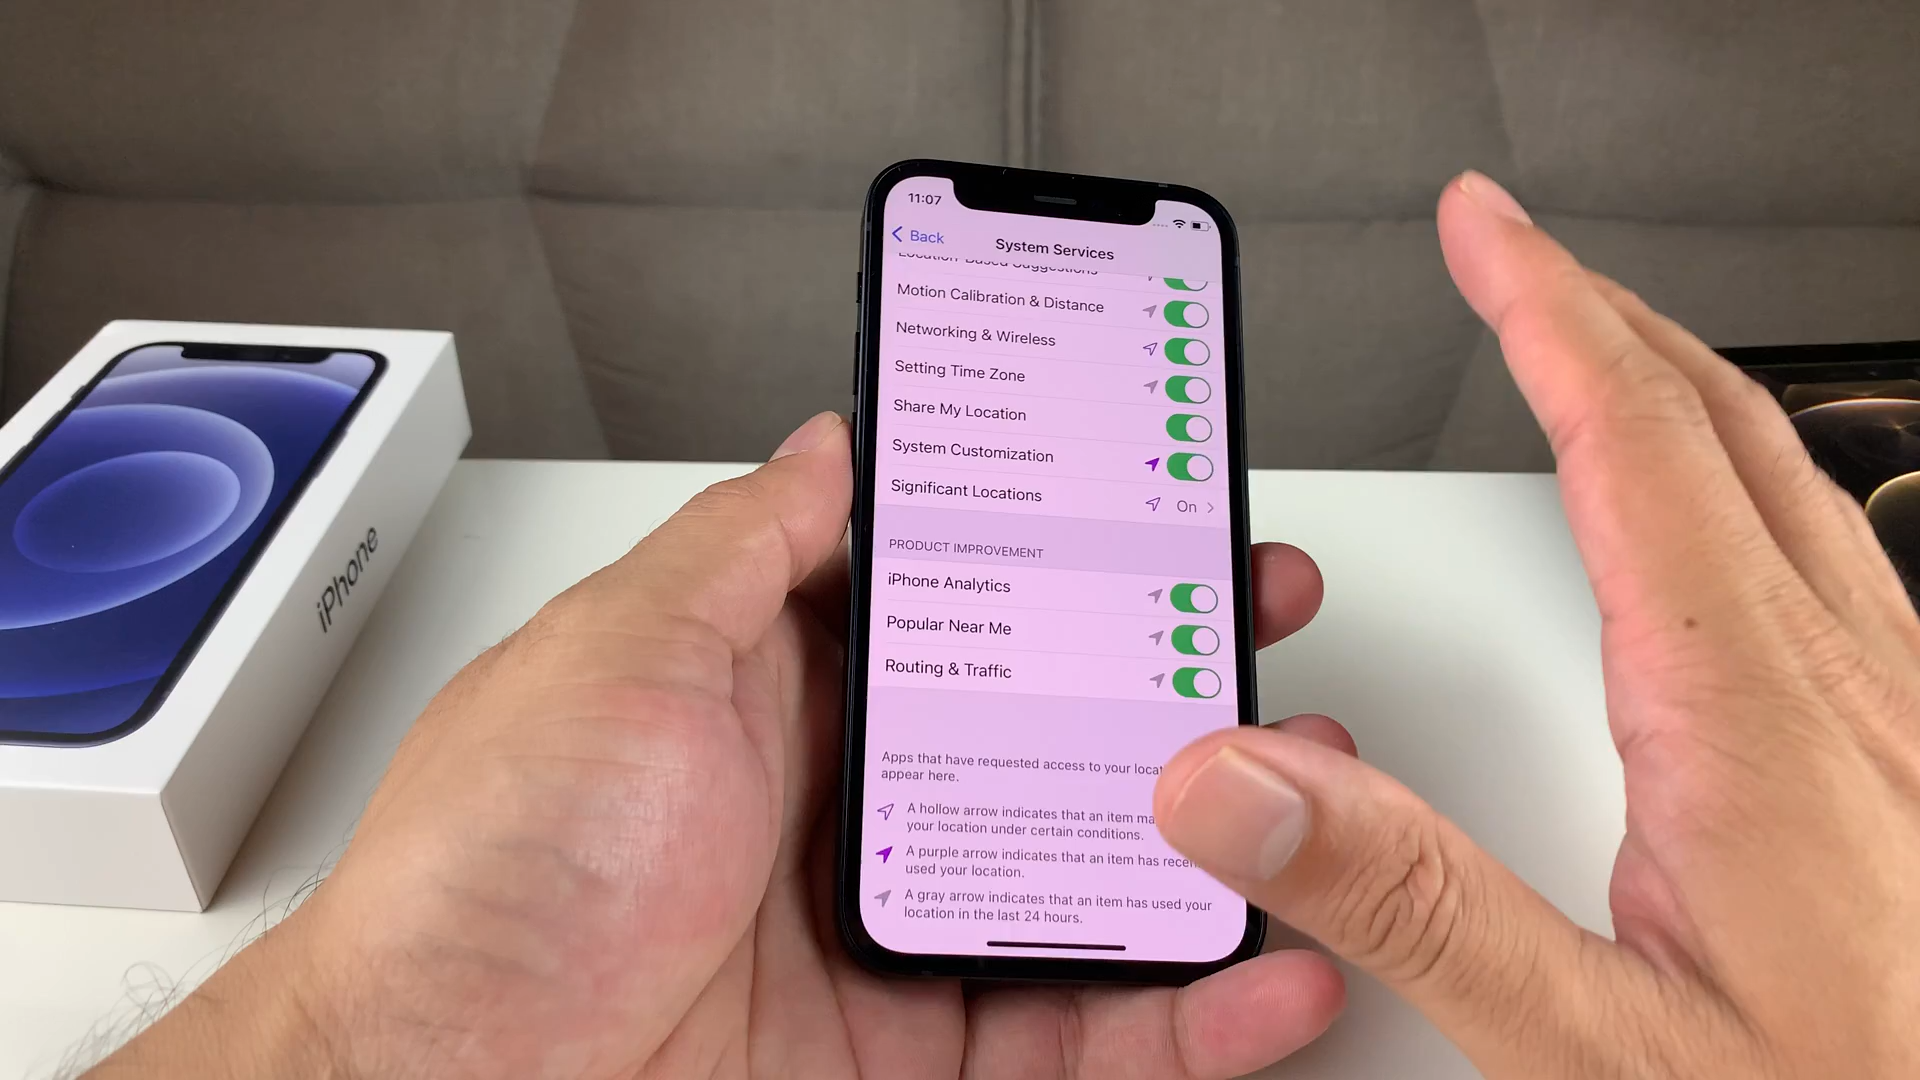 iPhone
11:07
Back
System Services
Location-Based Suggestions
Motion Calibration & Distance
Networking & Wireless
Setting Time Zone
Share My Location
System Customization
Significant Locations On
PRODUCT IMPROVEMENT
iPhone Analytics
Popular Near Me
Routing & Traffic
Apps that have requested access to your
appear here.
A hollow arrow indicates that an item
your location under certain conditions.
A purple arrow indicates that an item has
used your location.
A gray arrow indicates that an item has used your
location in the last 24 hours.